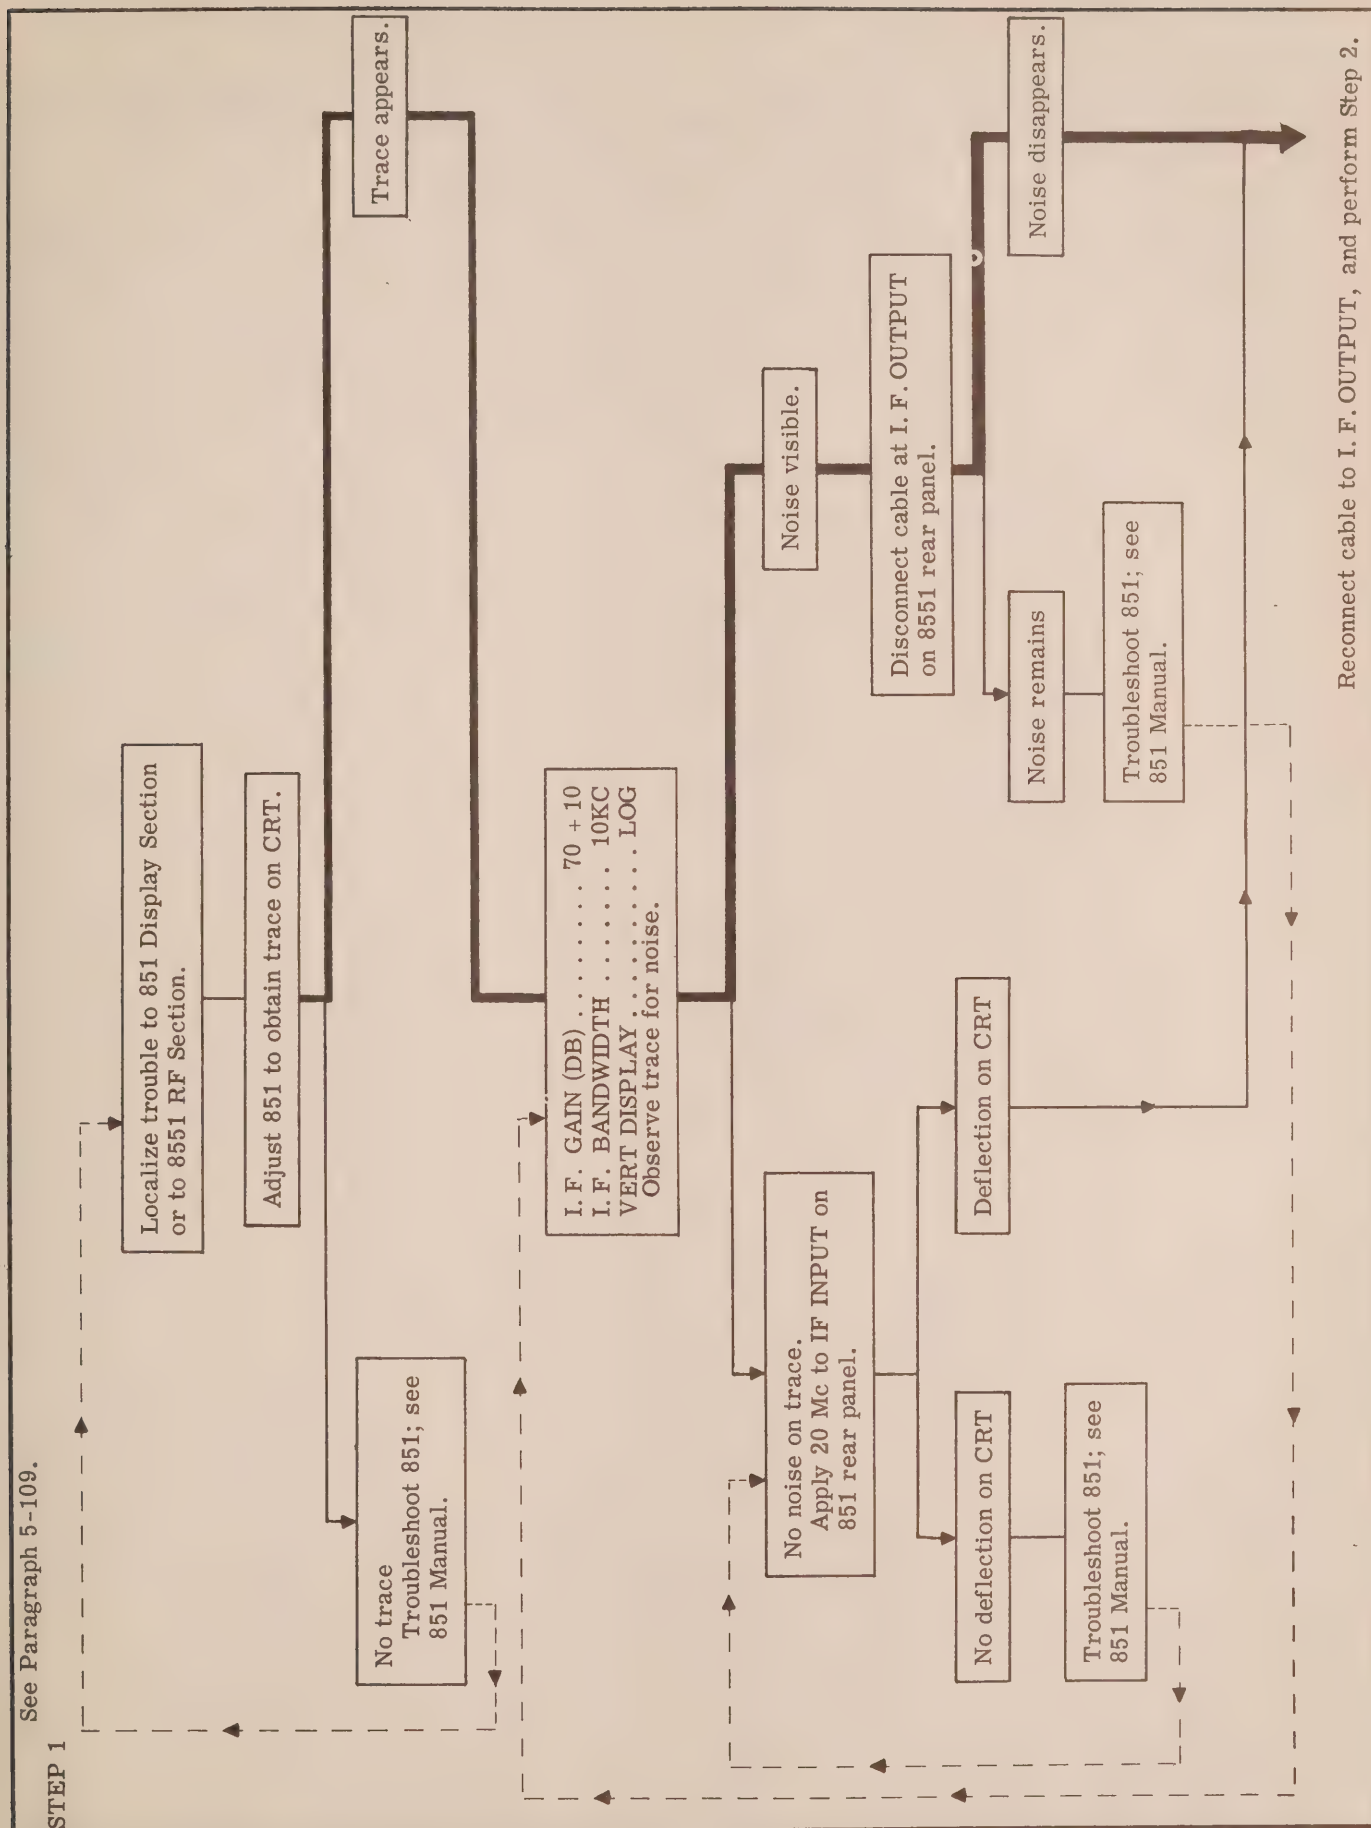 See Paragraph 5-109.
STEP 1
Localize trouble to 851 Display Section
or to 8551 RF Section.
Adjust 851 to obtain trace on CRT.
No trace
Troubleshoot 851; see
851 Manual.
Trace appears.
I. F. GAIN (DB) . . . . . . . . 70 + 10
I. F. BANDWIDTH . . . . . . . 10KC
VERT DISPLAY . . . . . . . . . . LOG
Observe trace for noise.
No noise on trace.
Apply 20 Mc to IF INPUT on
851 rear panel.
Noise visible.
Disconnect cable at I. F. OUTPUT
on 8551 rear panel.
No deflection on CRT
Deflection on CRT
Noise remains
Noise disappears.
Troubleshoot 851; see
851 Manual.
Troubleshoot 851; see
851 Manual.
Reconnect cable to I. F. OUTPUT, and perform Step 2.